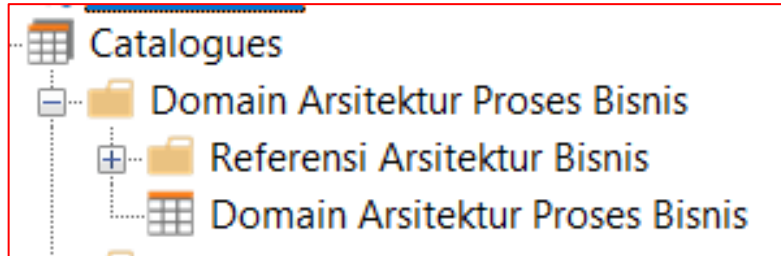 Catalogues
Domain Arsitektur Proses Bisnis
Referensi Arsitektur Bisnis
Domain Arsitektur Proses Bisnis